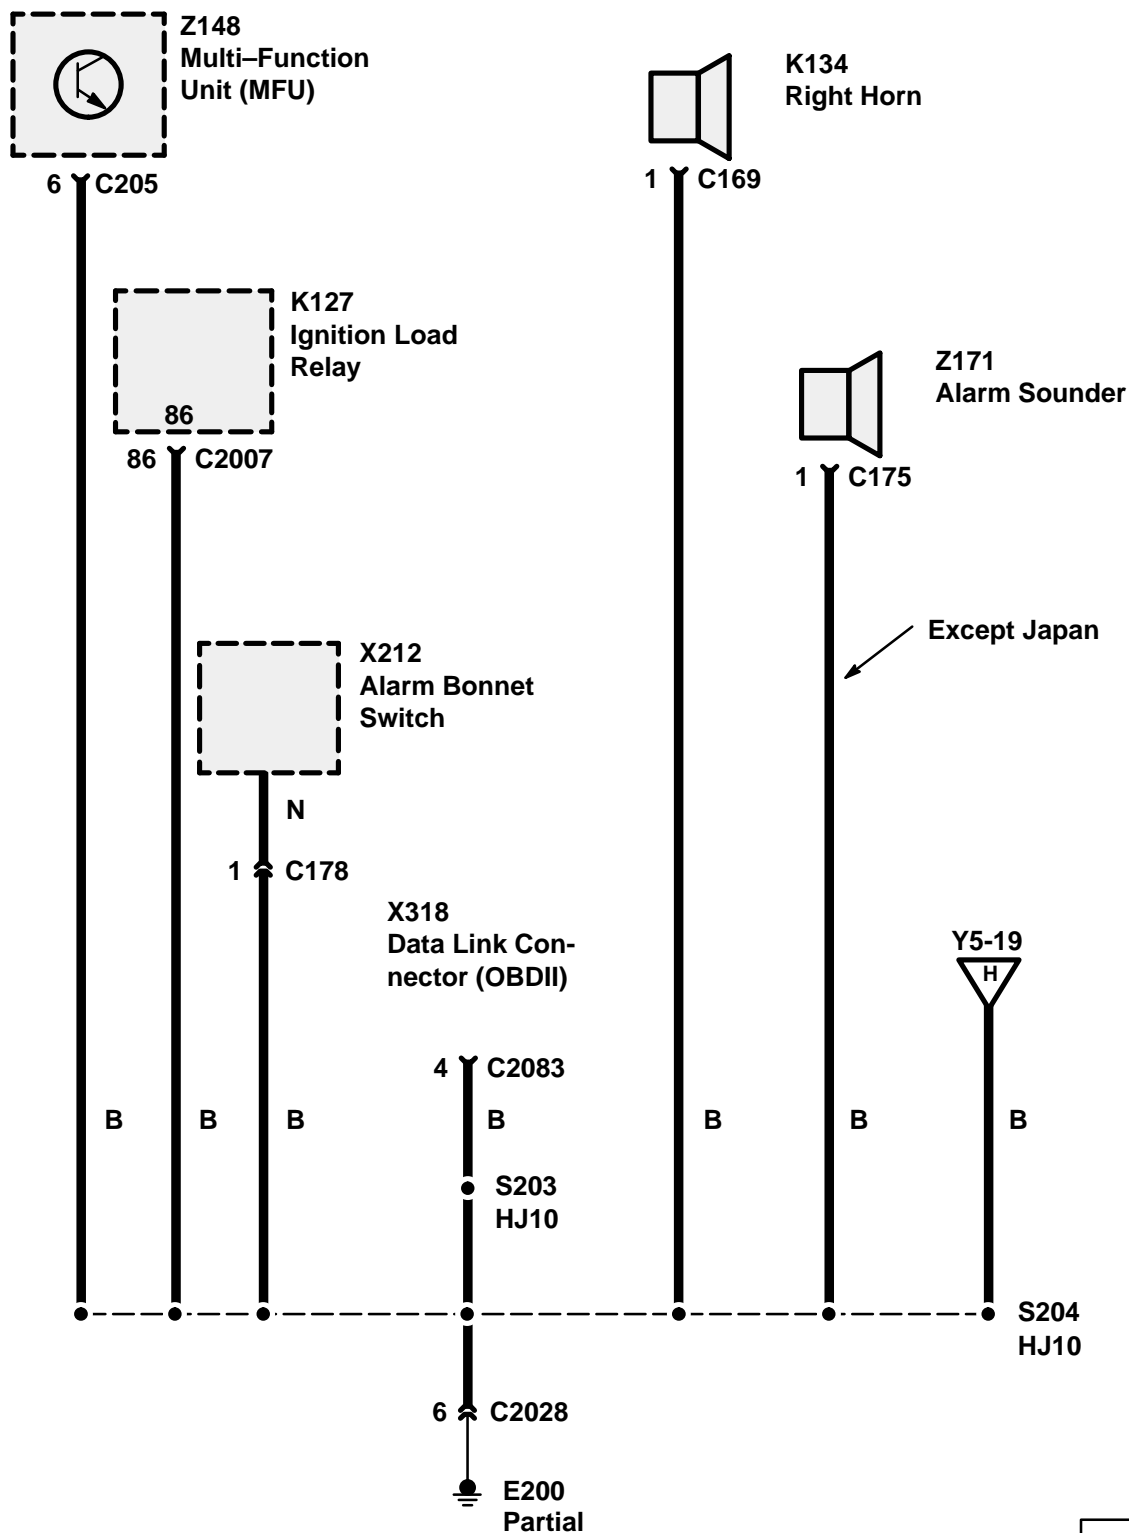 Z148
Multi–Function
Unit (MFU)
6 C205
K134
Right Horn
1 C169
K127
Ignition Load
Relay
86
86 C2007
Z171
Alarm Sounder
1 C175
Except Japan
X212
Alarm Bonnet
Switch
N
1 C178
X318
Data Link Con-
nector (OBDII)
Y5-19
H
4 C2083
B B B B B B B
S203
HJ10
S204
HJ10
6 C2028
E200
Partial